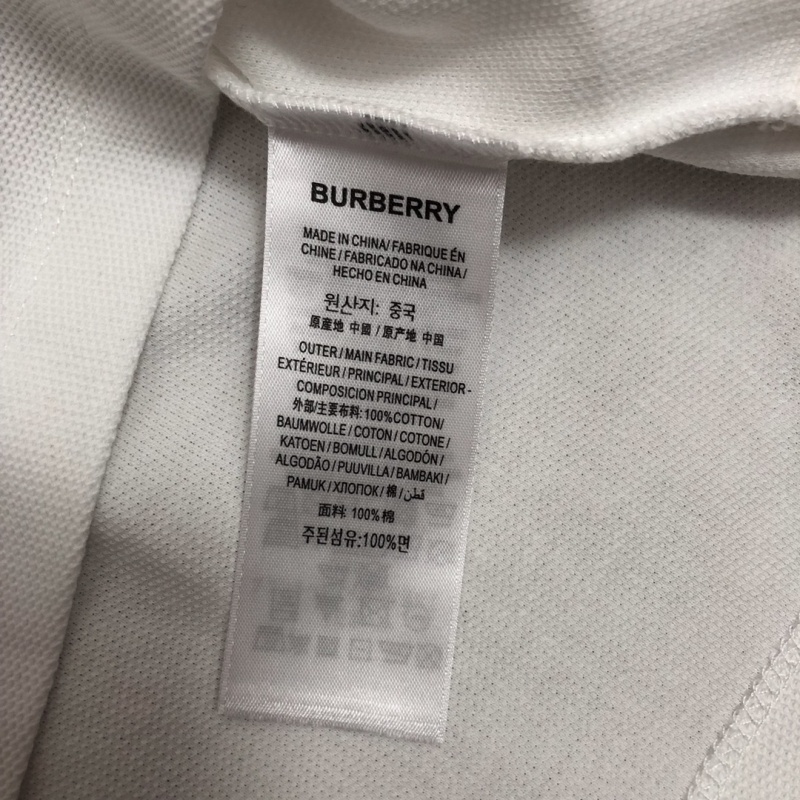 BURBERRY
MADE IN CHINA/ FABRIQUE ÉN
CHINE / FABRICADO NA CHINA /
HECHO EN CHINA
원산지: 중국
原産地 中國 / 原产地 中国
OUTER / MAIN FABRIC / TISSU
EXTÉRIEUR / PRINCIPAL / EXTERIOR-
COMPOSICION PRINCIPAL /
外部/主要布料: 100%COTTON/
BAUMWOLLE / COTON / COTONE /
KATOEN / BOMULL / ALGODÓN /
ALGODÃO / PUUVILLA / BAMBAKI /
PAMUK / ХЛОПОК / 棉 / قطن
面料: 100% 棉
주된섬유:100%면